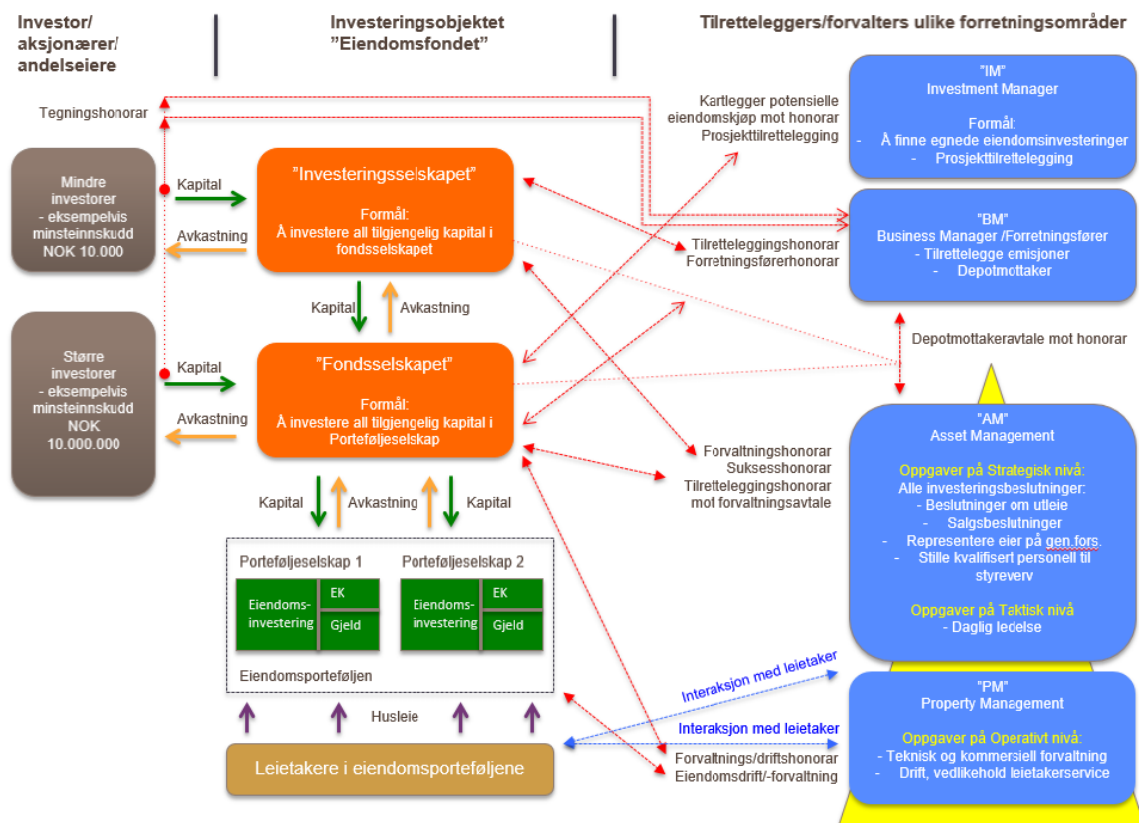 Investor/
aksjonærer/
andelseiere
Investeringsobjektet
"Eiendomsfondet"
Tilretteleggers/forvalters ulike forretningsområder
Tegningshonorar
Mindre
investorer
- eksempelvis
minsteinnskudd
NOK 10.000
Kapital
Avkastning
"Investeringsselskapet"
Formål:
Å investere all tilgjengelig kapital i
fondsselskapet
Kartlegger potensielle
eiendomskjøp mot honorar
Prosjekttilrettelegging
"IM"
Investment Manager
Formål:
- Å finne egnede eiendomsinvesteringer
- Prosjekttilrettelegging
Tilretteleggingshonorar
Forretningsførerhonorar
"BM"
Business Manager /Forretningsfører
- Tilrettelegge emisjoner
- Depotmottaker
Kapital
Avkastning
Depotmottakeravtale mot honorar
Større
investorer
- eksempelvis
minsteinnskudd
NOK
10.000.000
Kapital
Avkastning
"Fondsselskapet"
Formål:
Å investere all tilgjengelig kapital i
Porteføljeselskap
Forvaltningshonorar
Suksesshonorar
Tilretteleggingshonorar
mot forvaltningsavtale
"AM"
Asset Management
Oppgaver på Strategisk nivå:
Alle investeringsbeslutninger:
- Beslutninger om utleie
- Salgsbeslutninger
- Representere eier på gen.fors.
- Stille kvalifisert personell til
styreverv
Oppgaver på Taktisk nivå
- Daglig ledelse
Kapital
Avkastning
Kapital
Porteføljeselskap 1
Porteføljeselskap 2
Eiendoms-
investering
EK
Gjeld
Eiendoms-
investering
EK
Gjeld
Eiendomsporteføljen
Husleie
Leietakere i eiendomsporteføljene
Interaksjon med leietaker
Interaksjon med leietaker
Forvaltnings/driftshonorar
Eiendomsdrift/-forvaltning
"PM"
Property Management
Oppgaver på Operativt nivå:
- Teknisk og kommersiell forvaltning
- Drift, vedlikehold leietakerservice